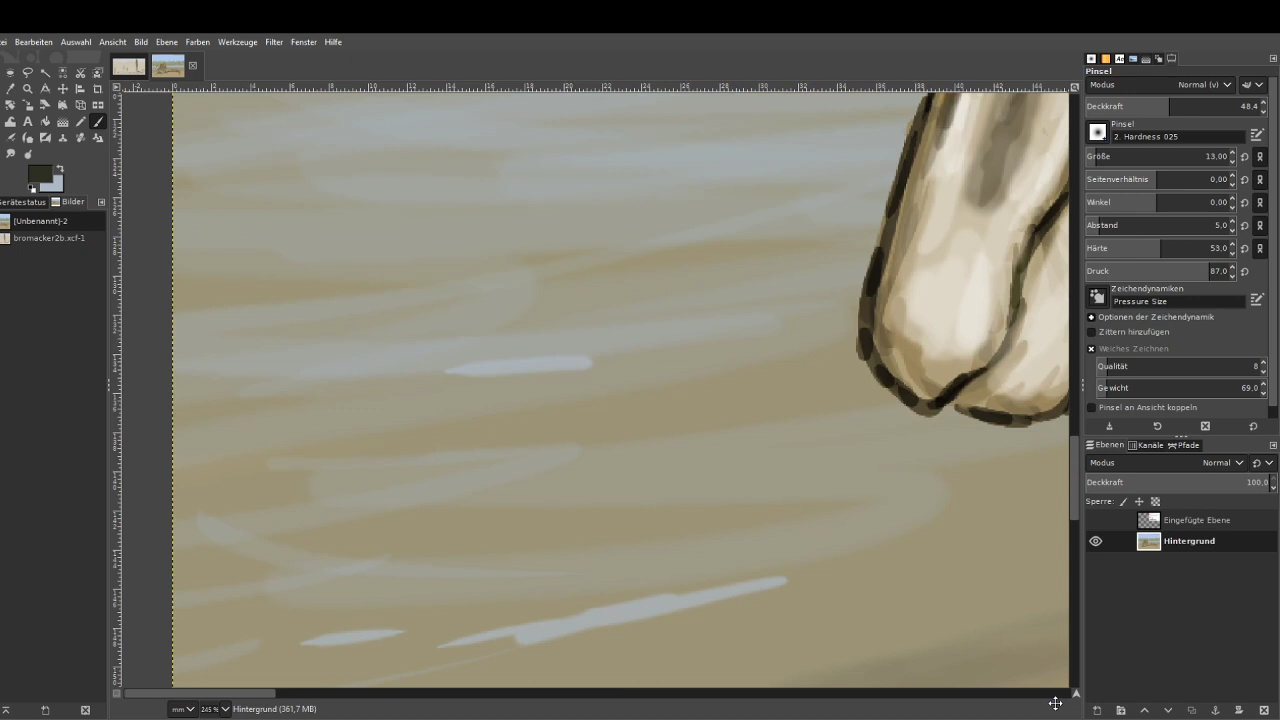 Bearbeiten Auswahl Ansicht Bild Ebene Farben Werkzeuge Filter Fenster Hilfe
Pinsel
Modus Normal (v)
Deckkraft 48,4
Pinsel
2. Hardness 025
Größe 13,00
Seitenverhältnis 0,00
Winkel 0,00
Abstand 5,0
Härte 53,0
Druck 87,0
Zeichendynamiken
Pressure Size
Optionen der Zeichendynamik
Zittern hinzufügen
Weiches Zeichnen
Qualität 8
Gewicht 69,0
Pinsel an Ansicht koppeln
Ebenen Kanäle Pfade
Modus Normal
Deckkraft 100,0
Sperre:
Eingefügte Ebene
Hintergrund
Gerätestatus Bilder
[Unbenannt]-2
bromacker2b.xcf-1
mm 245 % Hintergrund (361,7 MB)